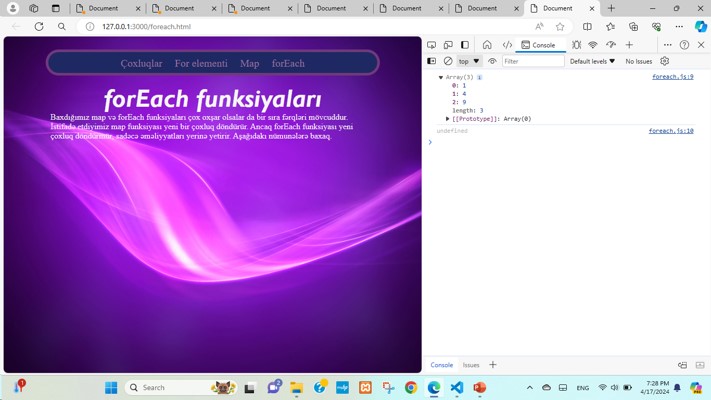 Document
Document
Document
Document
Document
Document
Document
127.0.0.1:3000/foreach.html
Çoxluqlar For elementi Map forEach
forEach funksiyaları
Baxdığımız map və forEach funksiyaları çox oxşar olsalar da bir sıra fərqləri mövcuddur.
İstifadə etdiyimiz map funksiyası yeni bir çoxluq döndürür. Ancaq forEach funksiyası yeni
çoxluq döndürmür, sadəcə əməliyyatları yerinə yetirir. Aşağıdakı nümunələrə baxaq.
Console
top Filter Default levels No Issues
Array(3) foreach.js:9
0: 1
1: 4
2: 9
length: 3
[[Prototype]]: Array(0)
undefined foreach.js:10
Console Issues
Search
ENG
7:28 PM
4/17/2024